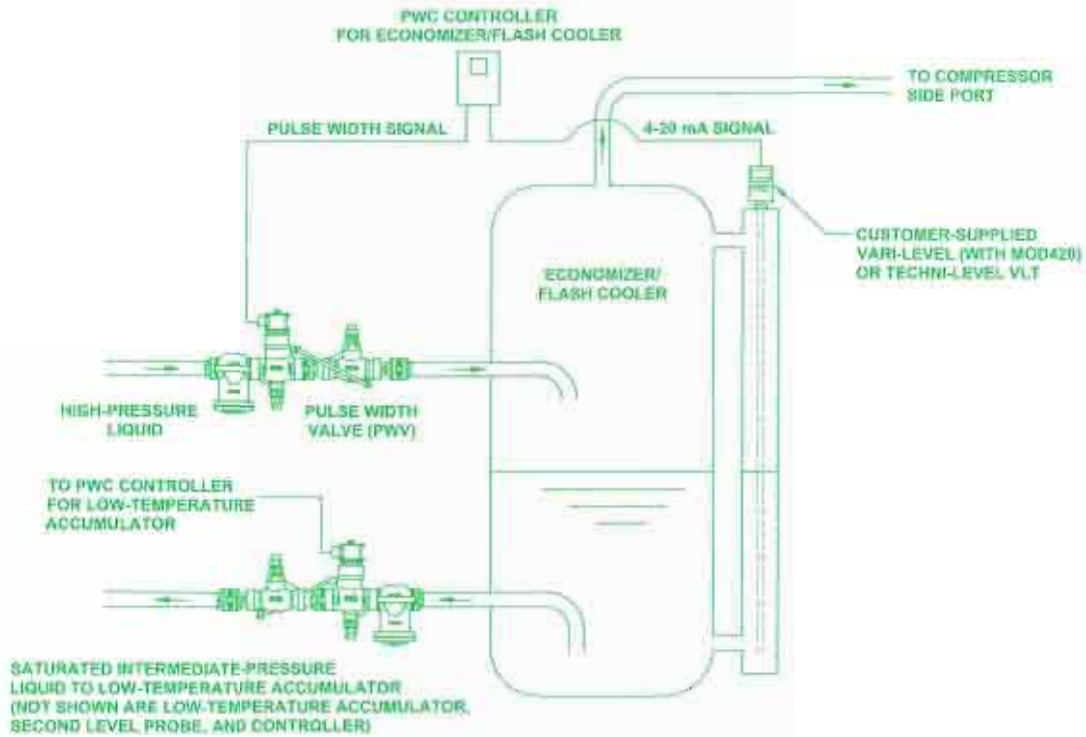 PWC CONTROLLER
FOR ECONOMIZER/FLASH COOLER
TO COMPRESSOR
SIDE PORT
PULSE WIDTH SIGNAL
4-20 mA SIGNAL
CUSTOMER-SUPPLIED
VARI-LEVEL (WITH MOD420)
OR TECHNI-LEVEL VLT
ECONOMIZER/
FLASH COOLER
HIGH-PRESSURE
LIQUID
PULSE WIDTH
VALVE (PWV)
TO PWC CONTROLLER
FOR LOW-TEMPERATURE
ACCUMULATOR
SATURATED INTERMEDIATE-PRESSURE
LIQUID TO LOW-TEMPERATURE ACCUMULATOR
(NOT SHOWN ARE LOW-TEMPERATURE ACCUMULATOR,
SECOND LEVEL PROBE, AND CONTROLLER)